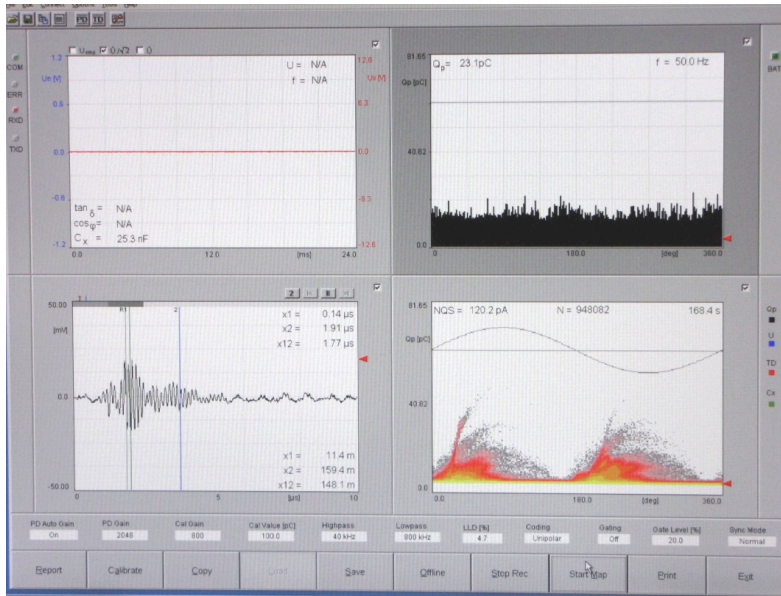 PD TD
COM
ERR
RXD
TXD
BAT
1.2
Un [V]
0.6
0.0
-0.6
-1.2
U = N/A
f = N/A
12.6
6.3
0.0
-6.3
-12.6
tan δ = N/A
cosφ = N/A
Cx = 25.3 nF
0.0 12.0 [ms] 24.0
81.65
Qp [pC]
40.82
0.0
Qp= 23.1pC f = 50.0 Hz
0 180.0 [deg] 360.0
50.00
[mV]
0.0
-50.00
R1 2
2 8
x1 = 0.14 µs
x2 = 1.91 µs
x12 = 1.77 µs
x1 = 11.4 m
x2 = 159.4 m
x12 = 148.1 m
0 5 [µs] 10
81.65
Qp [pC]
40.82
0.0
NQS = 120.2 pA N = 948082 168.4 s
0.0 180.0 [deg] 360.0
Qp
U
TD
Cx
PD Auto Gain PD Gain Cal Gain Cal Value [pC] Highpass Lowpass LLD [%] Coding Gating Gate Level [%] Sync Mode
On 2048 800 100.0 40 kHz 800 kHz 4.7 Unipolar Off 20.0 Normal
Report Calibrate Copy Load Save Offline Stop Rec Start Map Print Exit